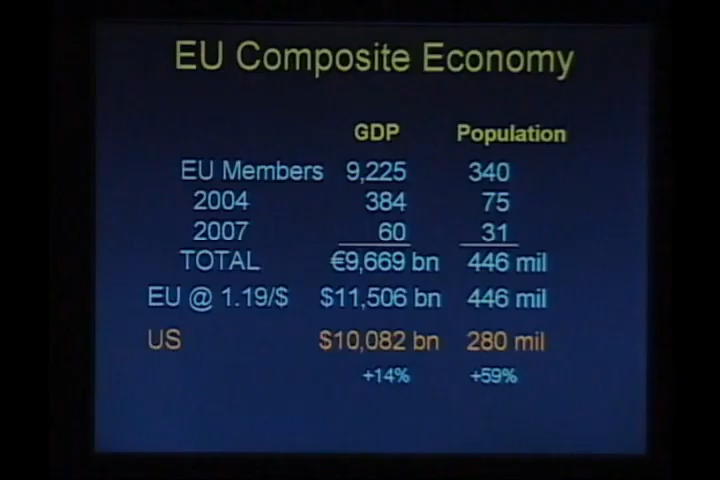 EU Composite Economy
GDP Population
EU Members 9,225 340
2004 384 75
2007 60 31
TOTAL €9,669 bn 446 mil
EU @ 1.19/$ $11,506 bn 446 mil
US $10,082 bn 280 mil
+14% +59%